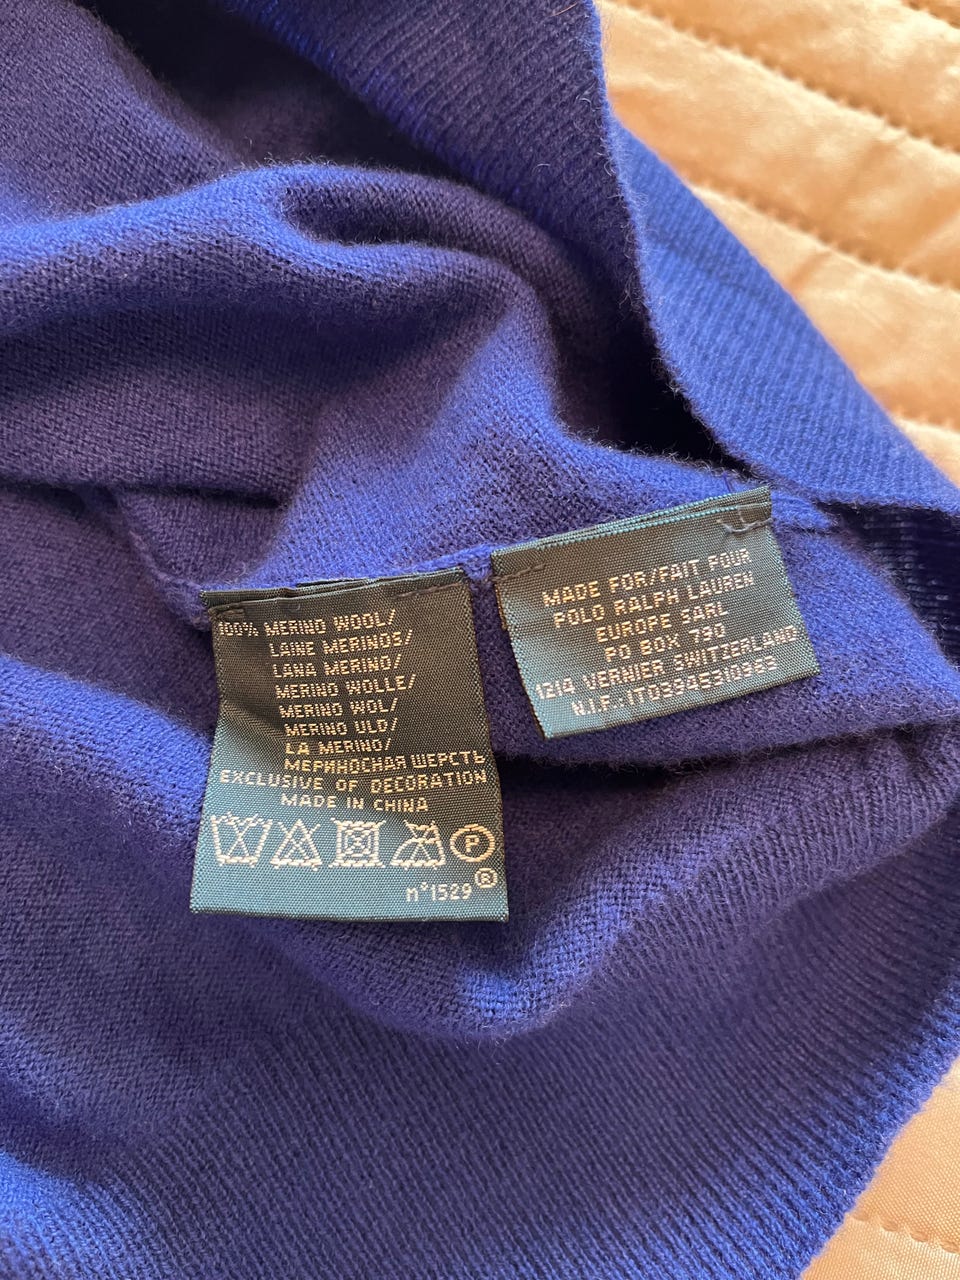 100% MERINO WOOL/
LAINE MERINOS/
LANA MERINO/
MERINO WOLLE/
MERINO WOL/
MERINO ULD/
LA MERINO/
МЕРИНОСНАЯ ШЕРСТЬ
EXCLUSIVE OF DECORATION
MADE IN CHINA
P
®
n°1529
MADE FOR/FAIT POUR
POLO RALPH LAUREN
EUROPE SARL
PO BOX 790
1214 VERNIER SWITZERLAND
N.I.F.:IT03945310963